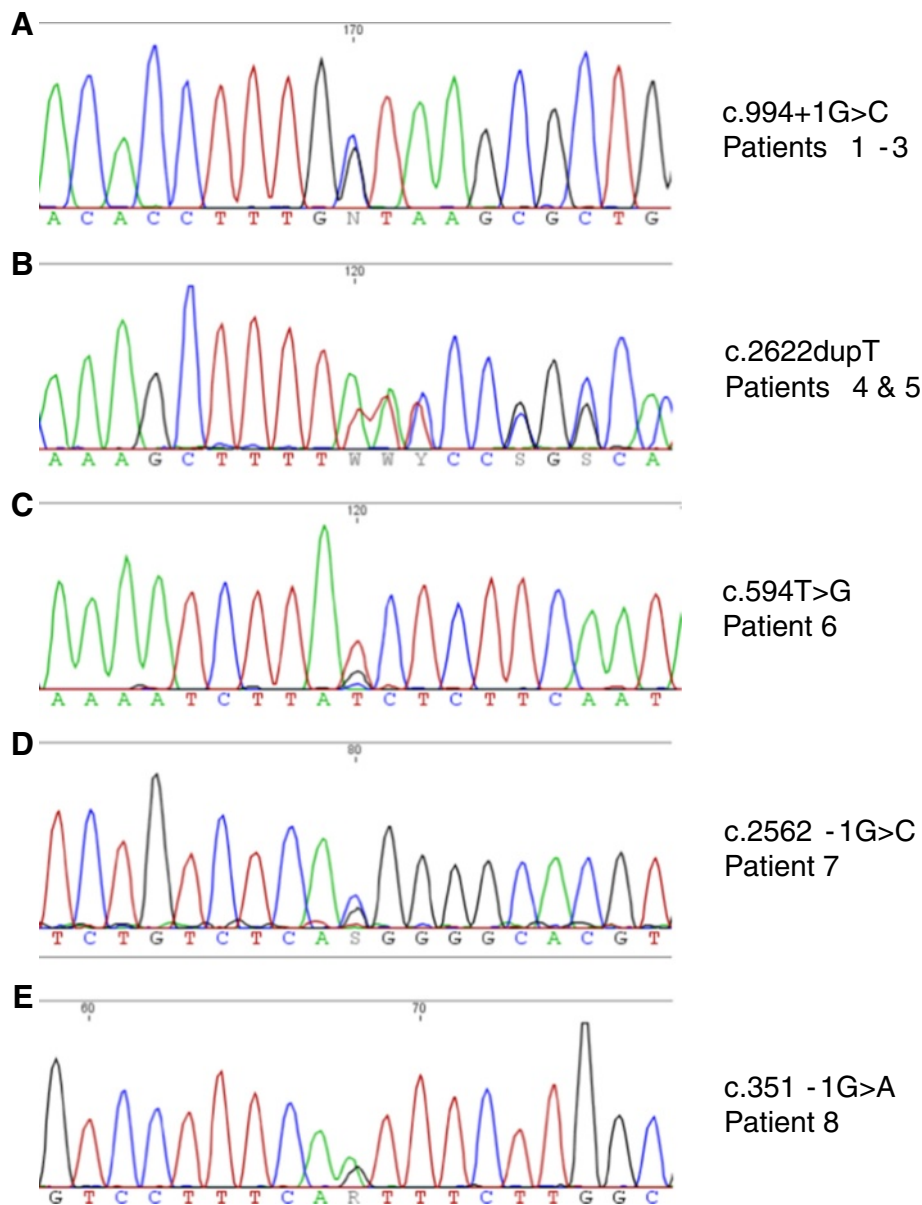 A
170
A C A C C T T T G N T A A G C G C T G
c.994+1G>C
Patients 1 -3
B
120
A A A G C T T T T W W Y C C S G S C A
c.2622dupT
Patients 4 & 5
C
120
A A A A T C T T A T C T C T T C A A T
c.594T>G
Patient 6
D
80
T C T G T C T C A S G G G G C A C G T
c.2562 -1G>C
Patient 7
E
60 70
G T C C T T T C A R T T T C T T G G C
c.351 -1G>A
Patient 8